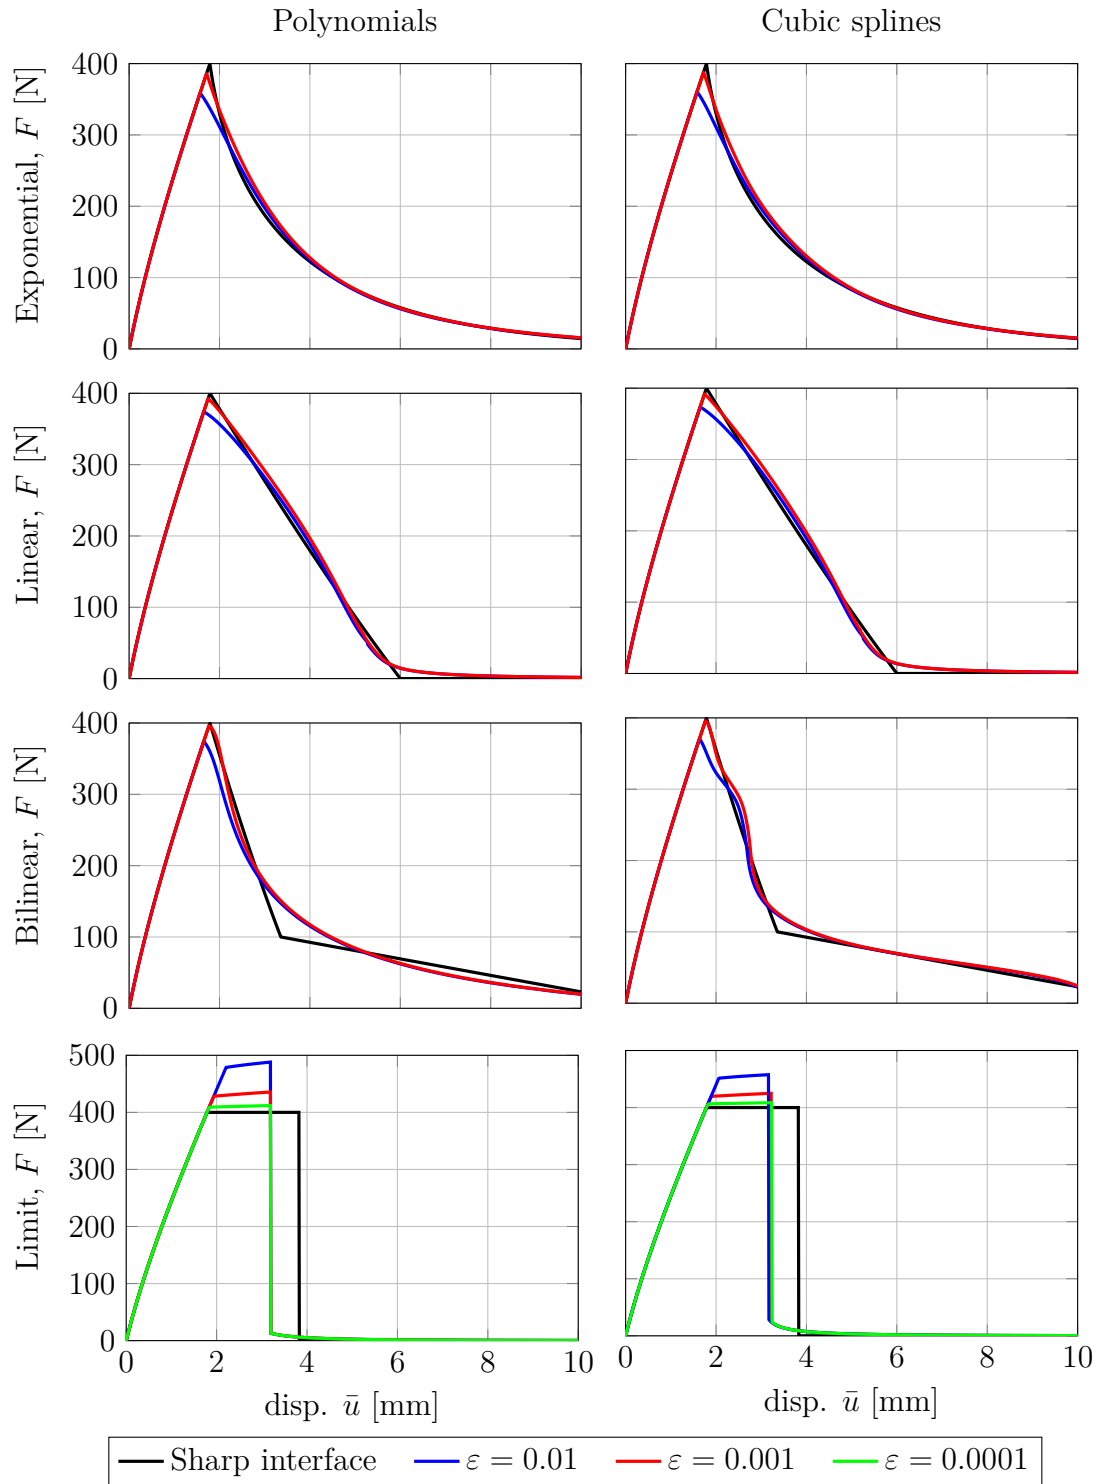 Polynomials
Cubic splines
Exponential, F [N]
400
300
200
100
0
Linear, F [N]
400
300
200
100
0
Bilinear, F [N]
400
300
200
100
0
Limit, F [N]
500
400
300
200
100
0
0 2 4 6 8 10
0 2 4 6 8 10
disp. ū [mm]
disp. ū [mm]
Sharp interface ε = 0.01 ε = 0.001 ε = 0.0001